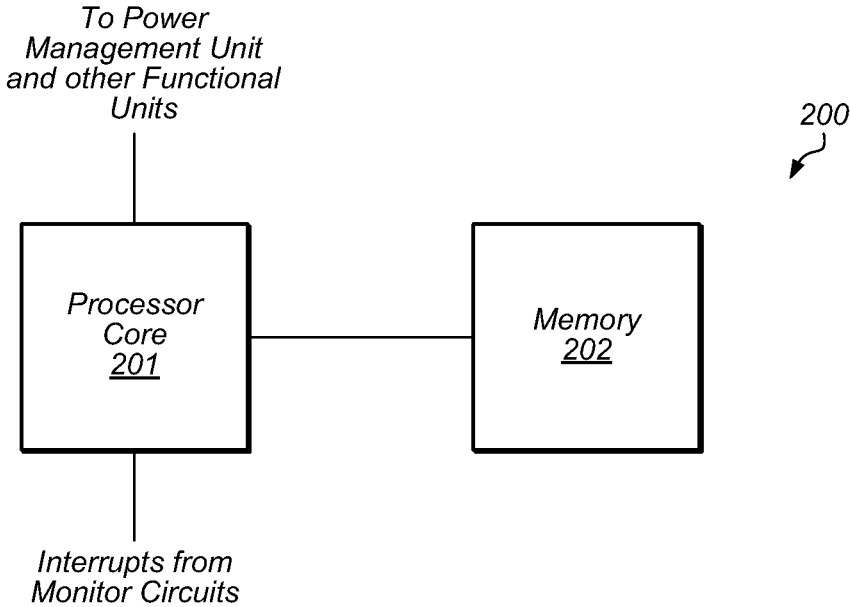 To Power
Management Unit
and other Functional
Units
200
Processor
Core
201
Memory
202
Interrupts from
Monitor Circuits